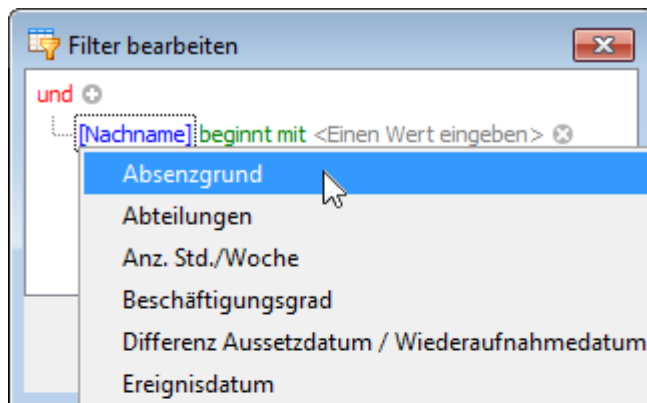 Filter bearbeiten
und
[Nachname] beginnt mit <Einen Wert eingeben>
Absenzgrund
Abteilungen
Anz. Std./Woche
Beschäftigungsgrad
Differenz Aussetzdatum / Wiederaufnahmedatum
Ereignisdatum